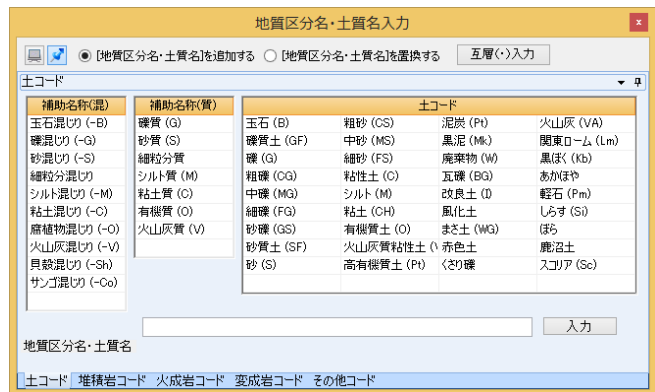 地質区分名・土質名入力
[地質区分名・土質名]を追加する [地質区分名・土質名]を置換する 互層(・)入力
土コード
補助名称(混) 補助名称(質) 土コード
玉石混じり (-B) 礫質 (G) 玉石 (B) 粗砂 (CS) 泥炭 (Pt) 火山灰 (VA)
礫混じり (-G) 砂質 (S) 礫質土 (GF) 中砂 (MS) 黒泥 (Mk) 関東ローム (Lm)
砂混じり (-S) 細粒分質 礫 (G) 細砂 (FS) 廃棄物 (W) 黒ぼく (Kb)
細粒分混じり シルト質 (M) 粗礫 (CG) 粘性土 (C) 瓦礫 (BG) あかほや
シルト混じり (-M) 粘土質 (C) 中礫 (MG) シルト (M) 改良土 (I) 軽石 (Pm)
粘土混じり (-C) 有機質 (O) 細礫 (FG) 粘土 (CH) 風化土 しらす (Si)
腐植物混じり (-O) 火山灰質 (V) 砂礫 (GS) 有機質土 (O) まさ土 (WG) ぼら
火山灰混じり (-V) 砂質土 (SF) 火山灰質粘性土 (V 赤色土 鹿沼土
貝殻混じり (-Sh) 砂 (S) 高有機質土 (Pt) くさり礫 スコリア (Sc)
サンゴ混じり (-Co)
入力
地質区分名・土質名
土コード 堆積岩コード 火成岩コード 変成岩コード その他コード